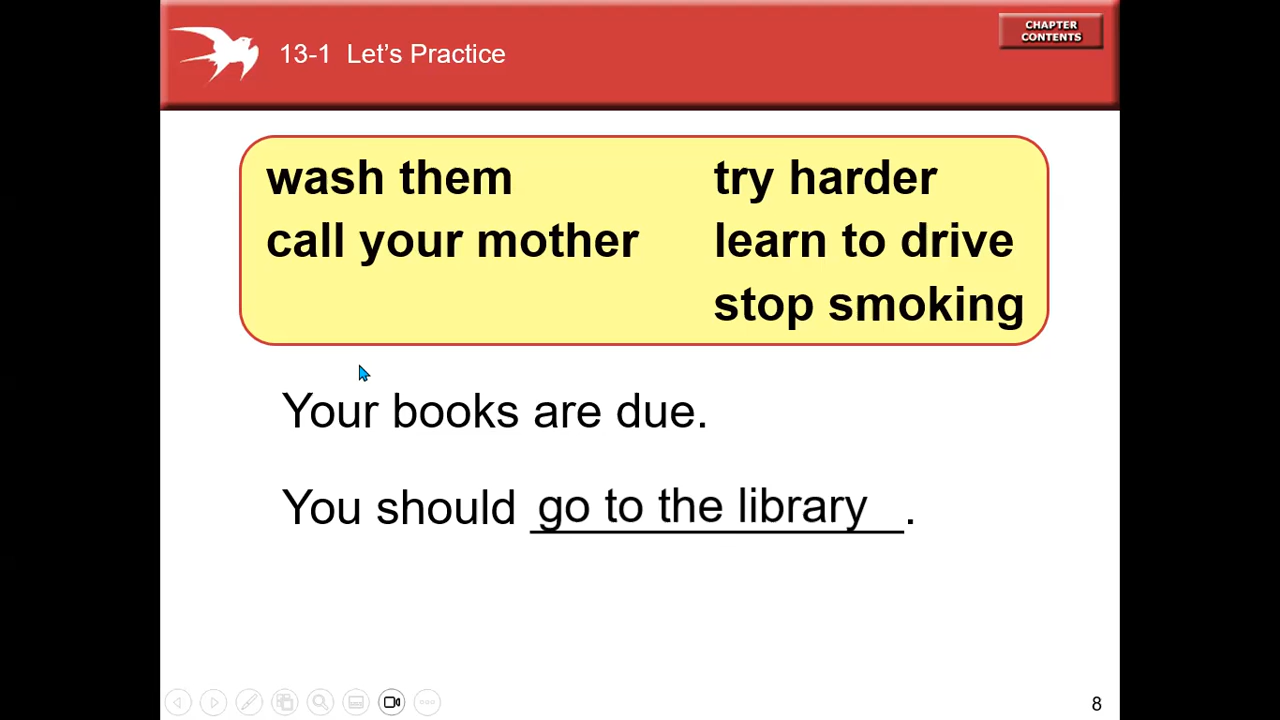 13-1 Let's Practice
CHAPTER
CONTENTS
wash them
call your mother
try harder
learn to drive
stop smoking
Your books are due.
You should go to the library.
8